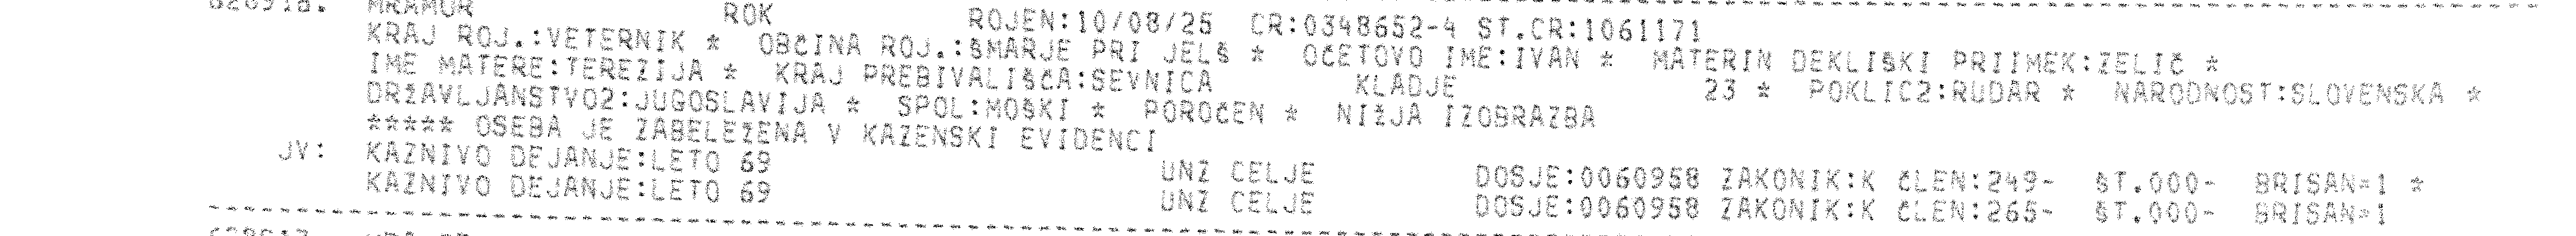 MRAMOR ROK ROJEN:10/08/25 CR:0348652-4 ST.CR:1061171
KRAJ ROJ.:VETERNIK * OBČINA ROJ.:ŠMARJE PRI JELŠ * OČETOVO IME:IVAN * MATERIN DEKLIŠKI PRIIMEK:ZELIČ *
IME MATERE:TEREZIJA * KRAJ PREBIVALIŠČA:SEVNICA KLADJE 23 * POKLIC2:RUDAR * NARODNOST:SLOVENSKA *
DRŽAVLJANSTVO2:JUGOSLAVIJA * SPOL:MOŠKI * POROČEN * NIŽJA IZOBRAZBA
***** OSEBA JE ZABELEŽENA V KAZENSKI EVIDENCI
JV: KAZNIVO DEJANJE:LETO 69 UNZ CELJE DOSJE:0060958 ZAKONIK:K ČLEN:249- ŠT.000- BRISAN=1 *
KAZNIVO DEJANJE:LETO 69 UNZ CELJE DOSJE:0060958 ZAKONIK:K ČLEN:265- ŠT.000- BRISAN=1